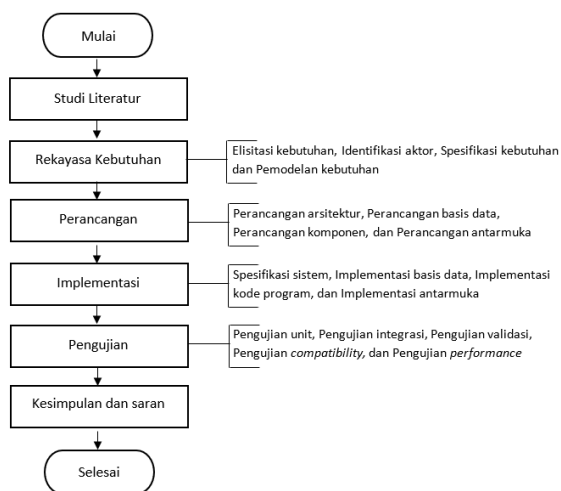 Mulai
Studi Literatur
Rekayasa Kebutuhan
Elisitasi kebutuhan, Identifikasi aktor, Spesifikasi kebutuhan
dan Pemodelan kebutuhan
Perancangan
Perancangan arsitektur, Perancangan basis data,
Perancangan komponen, dan Perancangan antarmuka
Implementasi
Spesifikasi sistem, Implementasi basis data, Implementasi
kode program, dan Implementasi antarmuka
Pengujian
Pengujian unit, Pengujian integrasi, Pengujian validasi,
Pengujian compatibility, dan Pengujian performance
Kesimpulan dan saran
Selesai